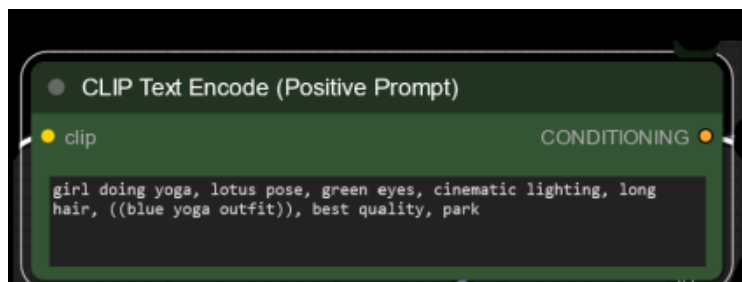 CLIP Text Encode (Positive Prompt)
clip
CONDITIONING
girl doing yoga, lotus pose, green eyes, cinematic lighting, long
hair, ((blue yoga outfit)), best quality, park